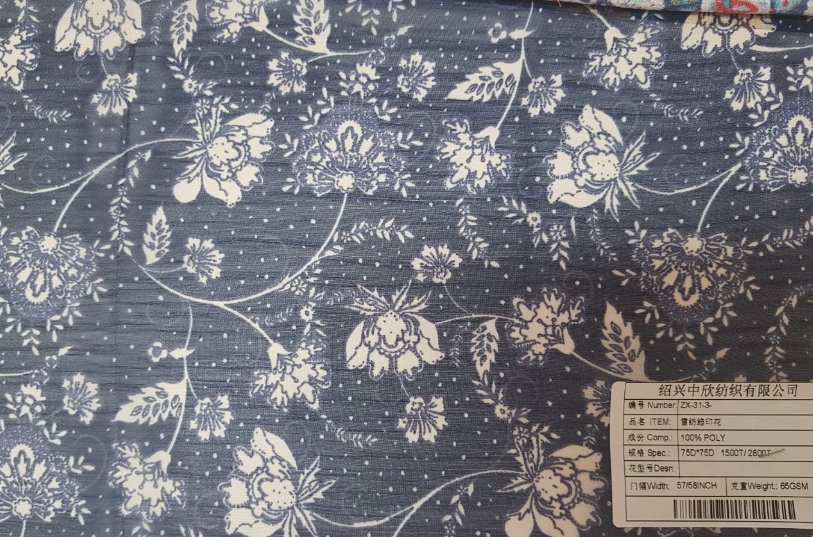 绍兴中欣纺织有限公司
编号 Number: ZX-31-3-
品名 ITEM: 雪纺绉印花
成份 Comp.: 100% POLY
规格 Spec.: 75D*75D 1500T/2800T
花型号Desn:
门幅Width: 57/58INCH 克重Weight: 65GSM